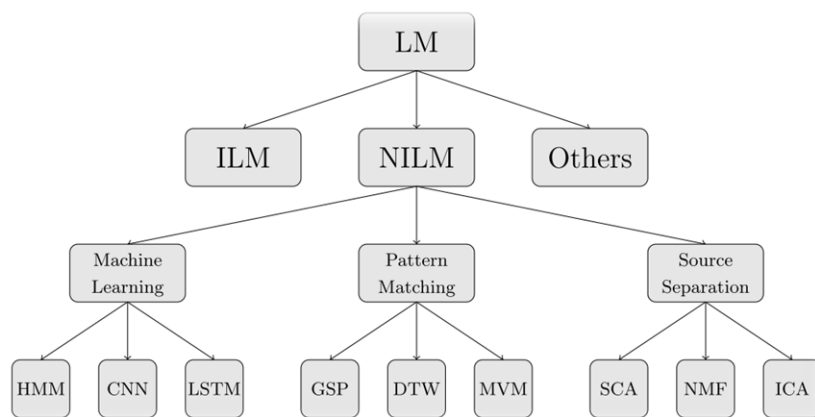 LM
ILM
NILM
Others
Machine
Learning
Pattern
Matching
Source
Separation
HMM
CNN
LSTM
GSP
DTW
MVM
SCA
NMF
ICA